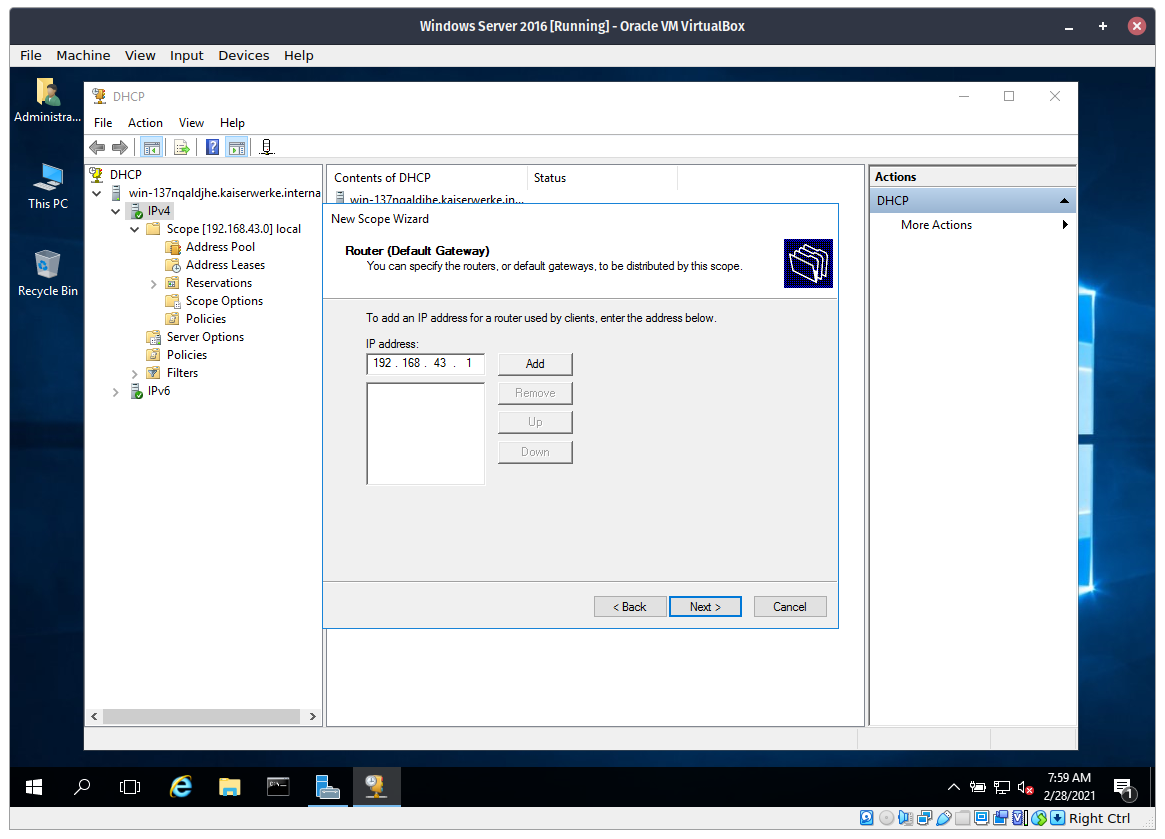 Windows Server 2016 [Running] - Oracle VM VirtualBox
File Machine View Input Devices Help
Administra...
This PC
Recycle Bin
DHCP
File Action View Help
DHCP
win-137nqaldjhe.kaiserwerke.interna
IPv4
Scope [192.168.43.0] local
Address Pool
Address Leases
Reservations
Scope Options
Policies
Server Options
Policies
Filters
IPv6
Contents of DHCP Status
win-137nqaldjhe.kaiserwerke.in...
New Scope Wizard
Router (Default Gateway)
You can specify the routers, or default gateways, to be distributed by this scope.
To add an IP address for a router used by clients, enter the address below.
IP address:
192 . 168 . 43 . 1
Add
Remove
Up
Down
< Back Next > Cancel
Actions
DHCP
More Actions
7:59 AM
2/28/2021
1
Right Ctrl